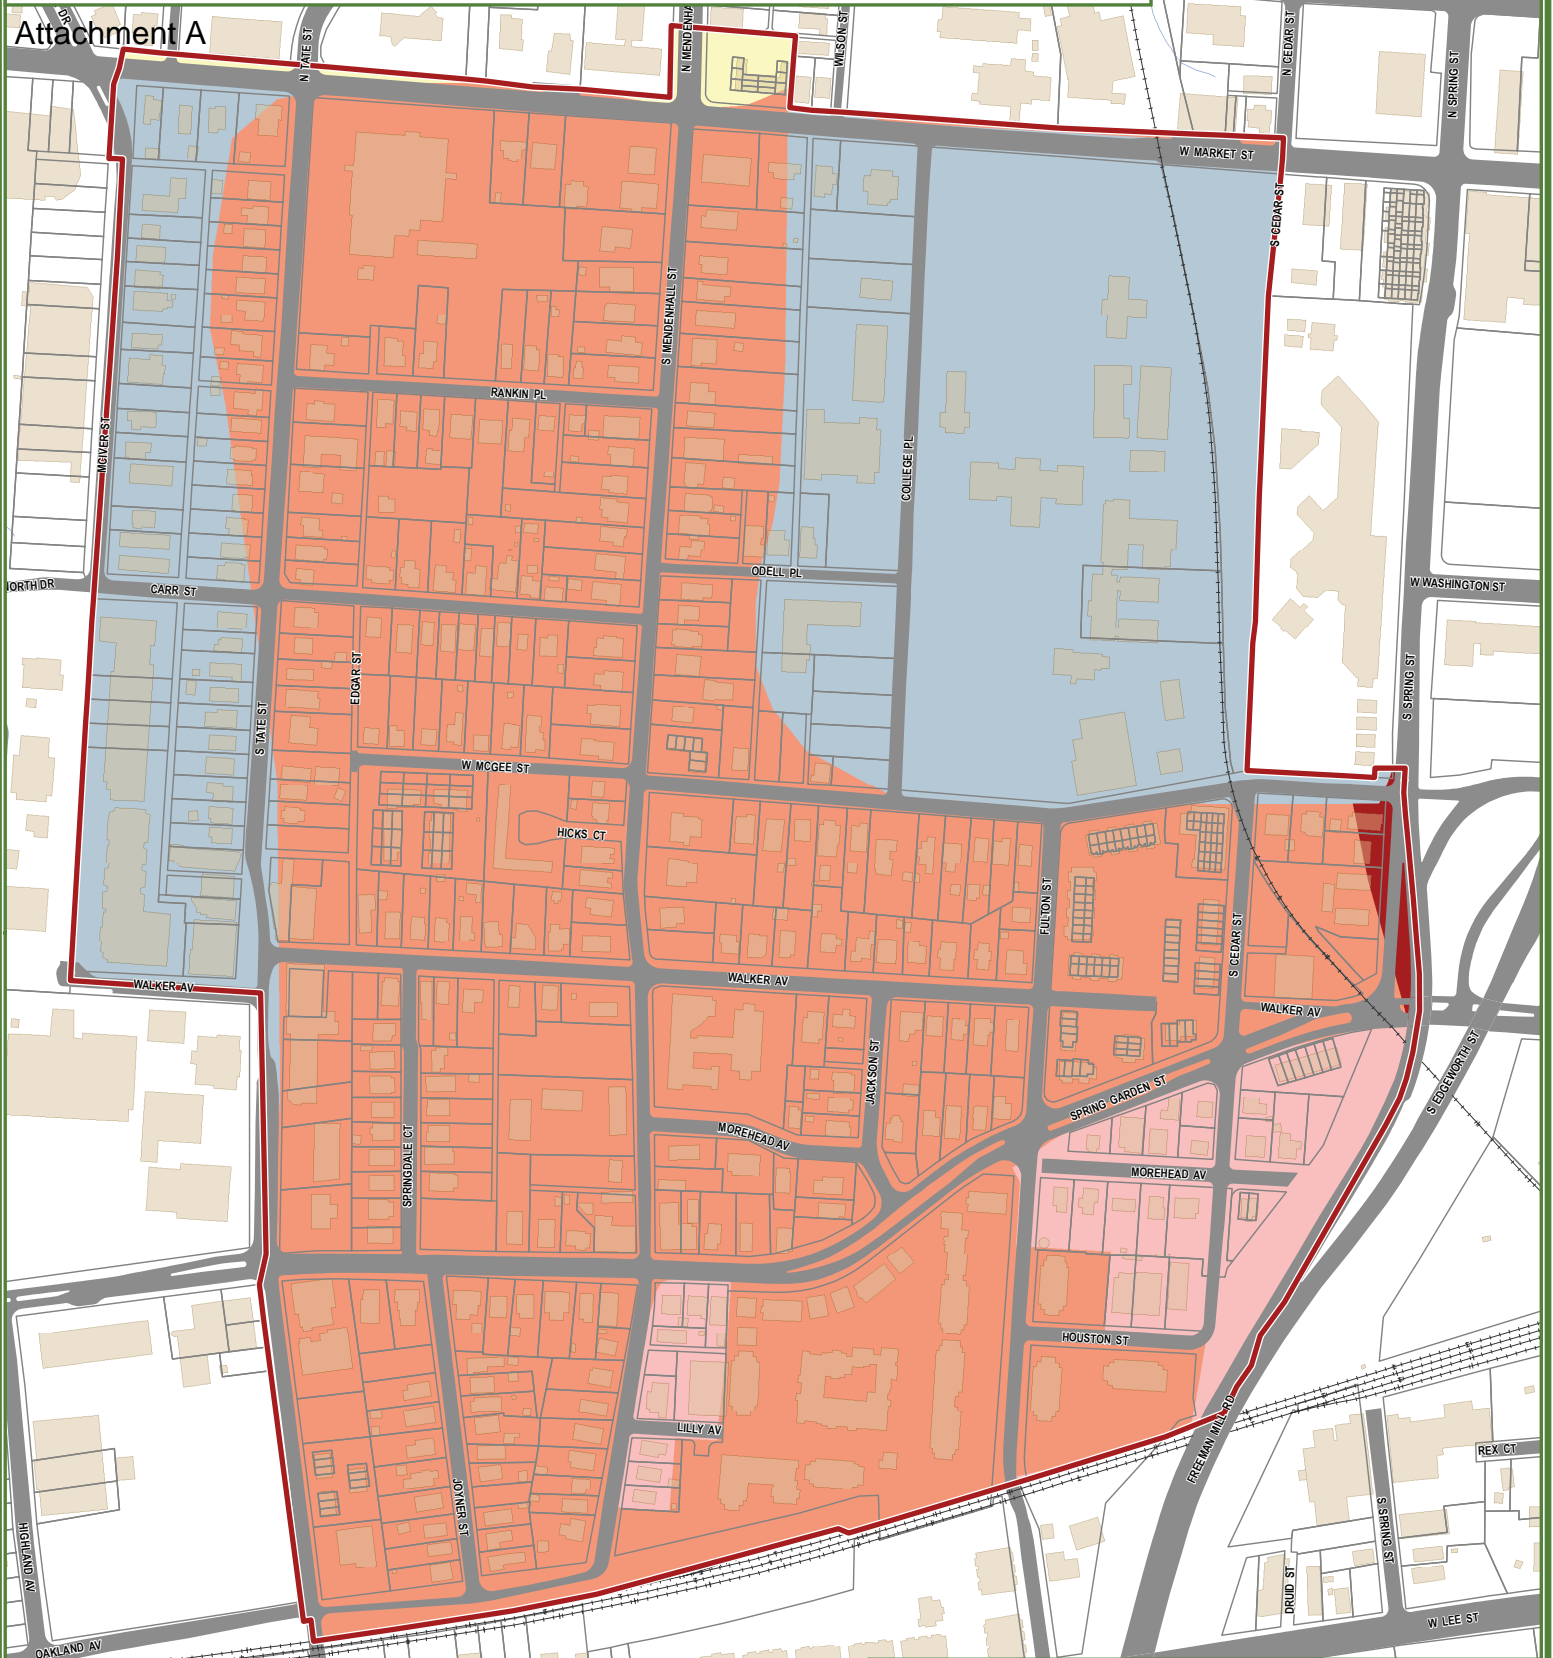 Attachment A
DR
N TATE ST
N MENDENHA
WILSON ST
N CEDAR ST
N SPRING ST
W MARKET ST
S CEDAR ST
S MENDENHALL ST
RANKIN PL
MCIVER ST
COLLEGE PL
ODELL PL
NORTH DR
CARR ST
W WASHINGTON ST
EDGAR ST
S TATE ST
S SPRING ST
W MCGEE ST
HICKS CT
FULTON ST
S CEDAR ST
WALKER AV
WALKER AV
WALKER AV
JACKSON ST
S EDGEWORTH ST
SPRING GARDEN ST
MOREHEAD AV
SPRINGDALE CT
MOREHEAD AV
HOUSTON ST
LILLY AV
FREEMAN MILL RD
REX CT
JOYNER ST
S SPRING ST
HIGHLAND AV
DRUID ST
W LEE ST
OAKLAND AV